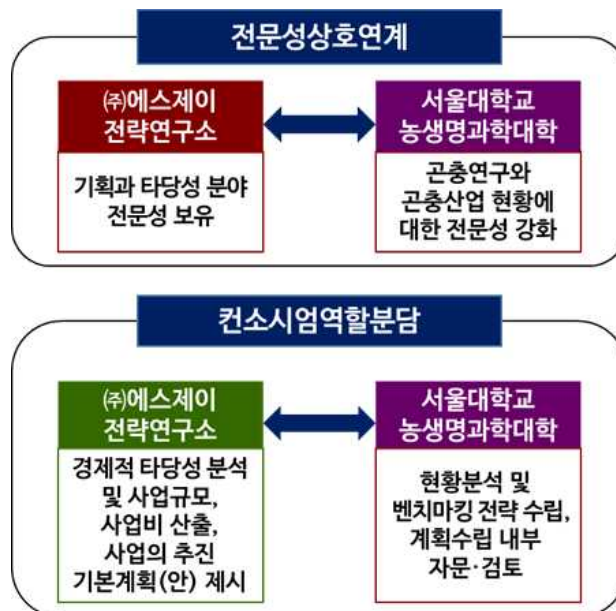 전문성상호연계
㈜에스제이
전략연구소
기획과 타당성 분야
전문성 보유
서울대학교
농생명과학대학
곤충연구와
곤충산업 현황에
대한 전문성 강화
컨소시엄역할분담
㈜에스제이
전략연구소
경제적 타당성 분석
및 사업규모,
사업비 산출,
사업의 추진
기본계획(안) 제시
서울대학교
농생명과학대학
현황분석 및
벤치마킹 전략 수립,
계획수립 내부
자문·검토